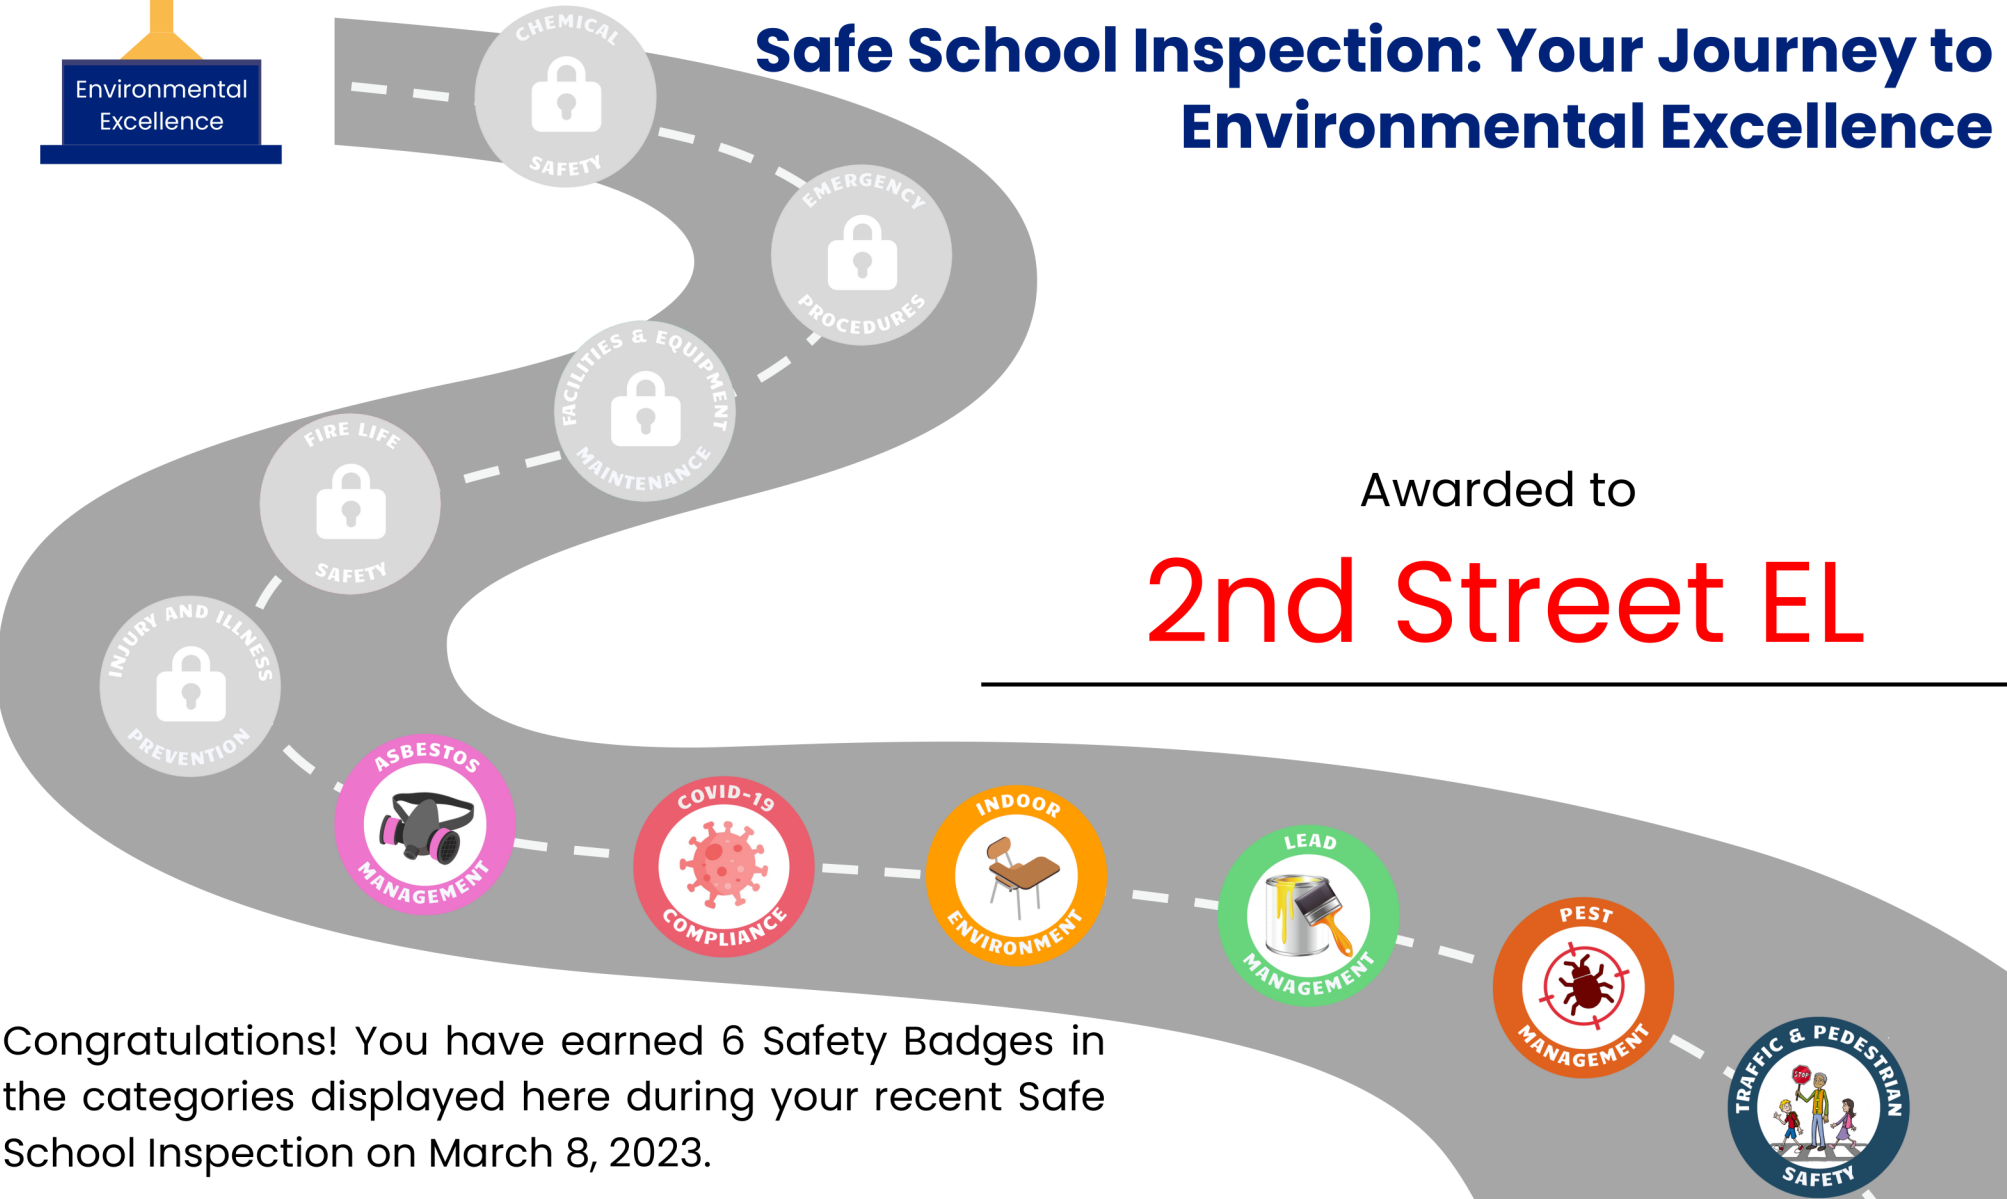 Environmental
Excellence
Safe School Inspection: Your Journey to
Environmental Excellence
CHEMICAL
SAFETY
EMERGENCY
PROCEDURES
FACILITIES & EQUIPMENT
MAINTENANCE
FIRE LIFE
SAFETY
INJURY AND ILLNESS
PREVENTION
Awarded to
2nd Street EL
ASBESTOS
MANAGEMENT
COVID-19
COMPLIANCE
INDOOR
ENVIRONMENT
LEAD
MANAGEMENT
PEST
MANAGEMENT
TRAFFIC & PEDESTRIAN
STOP
SAFETY
Congratulations! You have earned 6 Safety Badges in
the categories displayed here during your recent Safe
School Inspection on March 8, 2023.